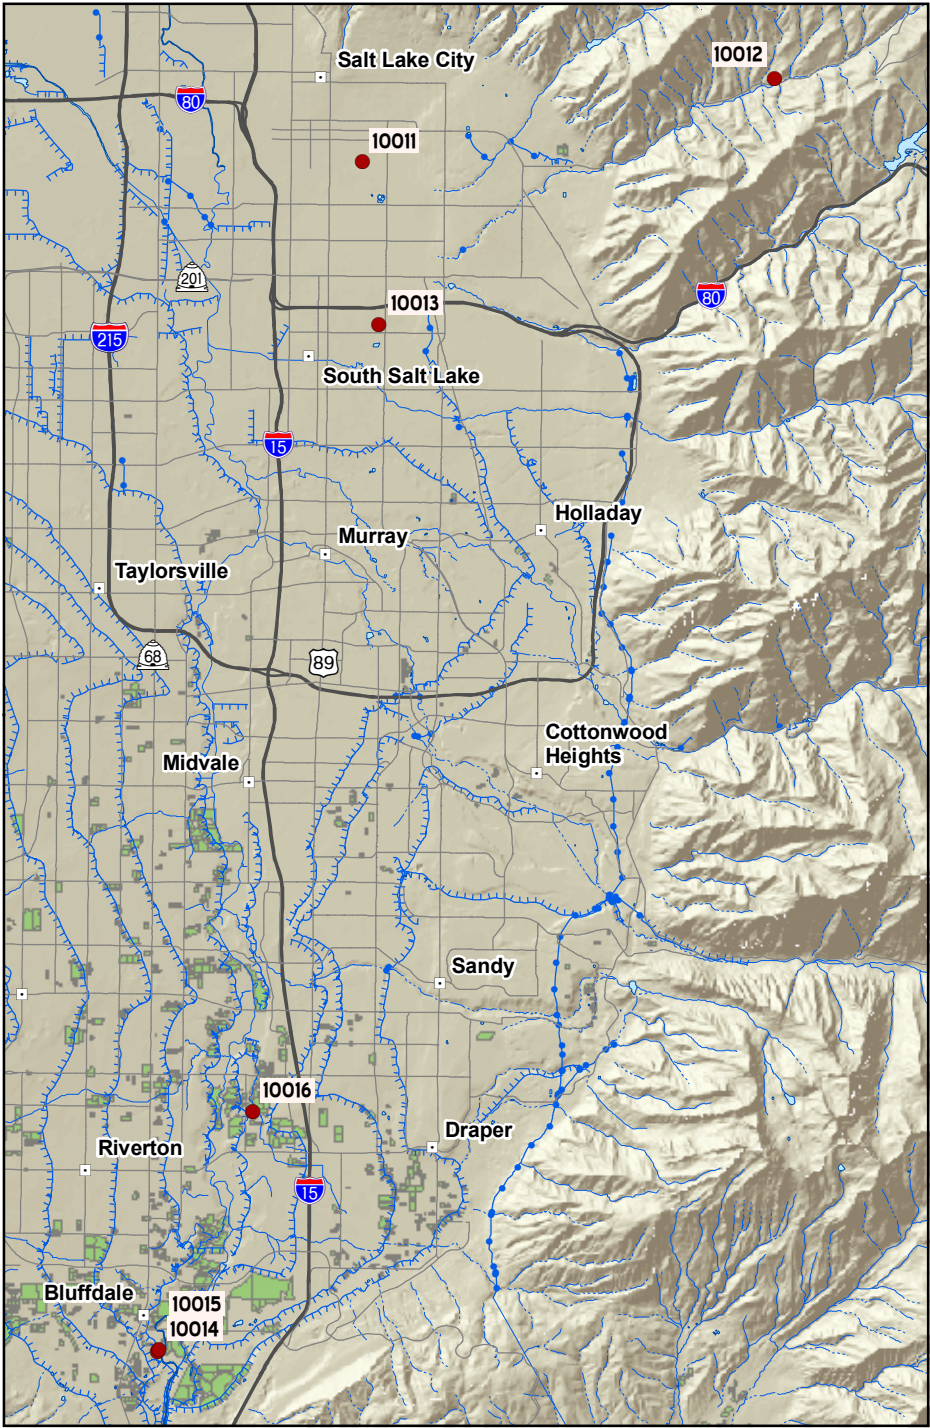 10012
Salt Lake City
80
10011
201
80
10013
215
South Salt Lake
15
Holladay
Murray
Taylorsville
68
89
Cottonwood
Heights
Midvale
Sandy
10016
Draper
Riverton
15
Bluffdale
10015
10014